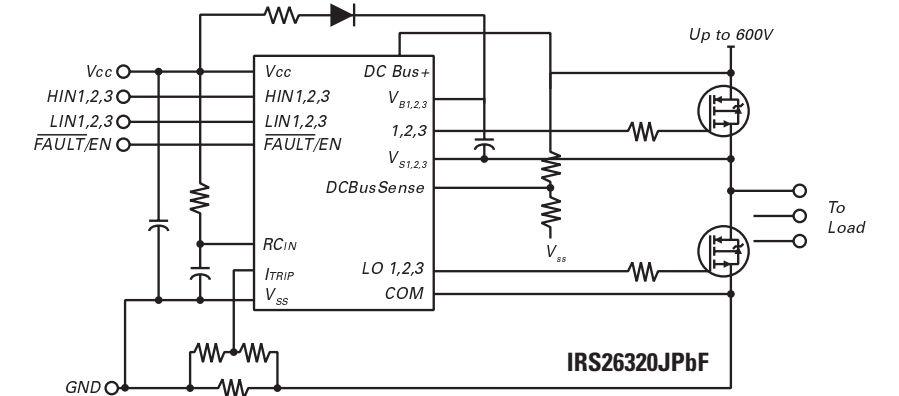 Up to 600V
Vcc
Vcc
DC Bus+
HIN1,2,3
HIN1,2,3
VB1,2,3
LIN1,2,3
LIN1,2,3
1,2,3
FAULT/EN
FAULT/EN
VS1,2,3
DCBusSense
To
Load
RCIN
Vss
ITRIP
LO 1,2,3
VSS
COM
IRS26320JPbF
GND